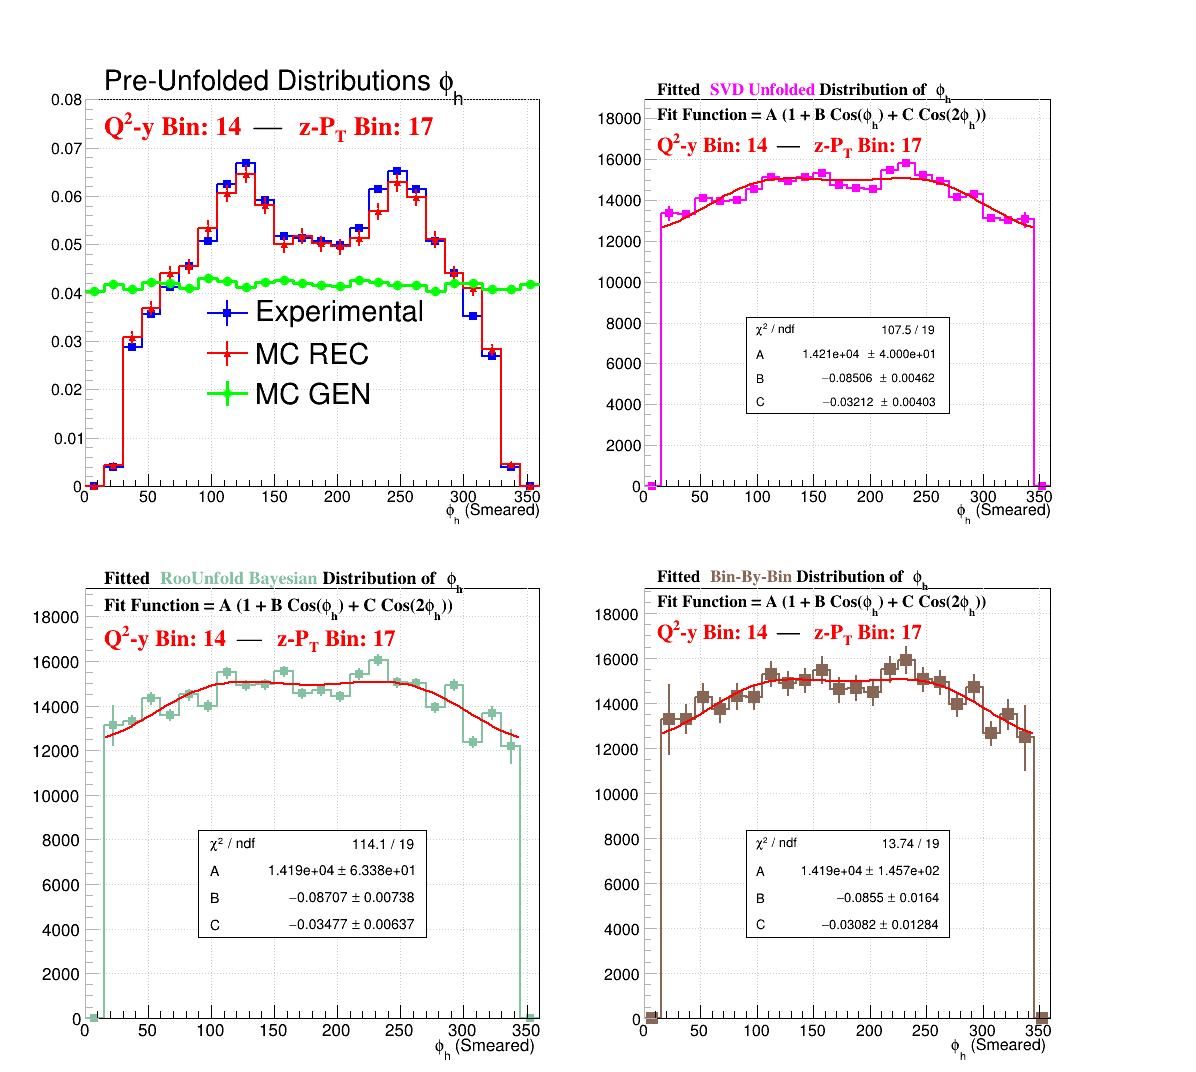 Pre-Unfolded Distributions ϕh
Q²-y Bin: 14 — z-PT Bin: 17
0.08
0.07
0.06
0.05
0.04
0.03
0.02
0.01
0
Experimental
MC REC
MC GEN
0 50 100 150 200 250 300 350
ϕh (Smeared)
Fitted SVD Unfolded Distribution of ϕh
Fit Function = A (1 + B Cos(ϕh) + C Cos(2ϕh))
Q²-y Bin: 14 — z-PT Bin: 17
18000
16000
14000
12000
10000
8000
6000
4000
2000
0
χ² / ndf 107.5 / 19
A 1.421e+04 ± 4.000e+01
B −0.08506 ± 0.00462
C −0.03212 ± 0.00403
0 50 100 150 200 250 300 350
ϕh (Smeared)
Fitted RooUnfold Bayesian Distribution of ϕh
Fit Function = A (1 + B Cos(ϕh) + C Cos(2ϕh))
Q²-y Bin: 14 — z-PT Bin: 17
18000
16000
14000
12000
10000
8000
6000
4000
2000
0
χ² / ndf 114.1 / 19
A 1.419e+04 ± 6.338e+01
B −0.08707 ± 0.00738
C −0.03477 ± 0.00637
0 50 100 150 200 250 300 350
ϕh (Smeared)
Fitted Bin-By-Bin Distribution of ϕh
Fit Function = A (1 + B Cos(ϕh) + C Cos(2ϕh))
Q²-y Bin: 14 — z-PT Bin: 17
18000
16000
14000
12000
10000
8000
6000
4000
2000
0
χ² / ndf 13.74 / 19
A 1.419e+04 ± 1.457e+02
B −0.0855 ± 0.0164
C −0.03082 ± 0.01284
0 50 100 150 200 250 300 350
ϕh (Smeared)